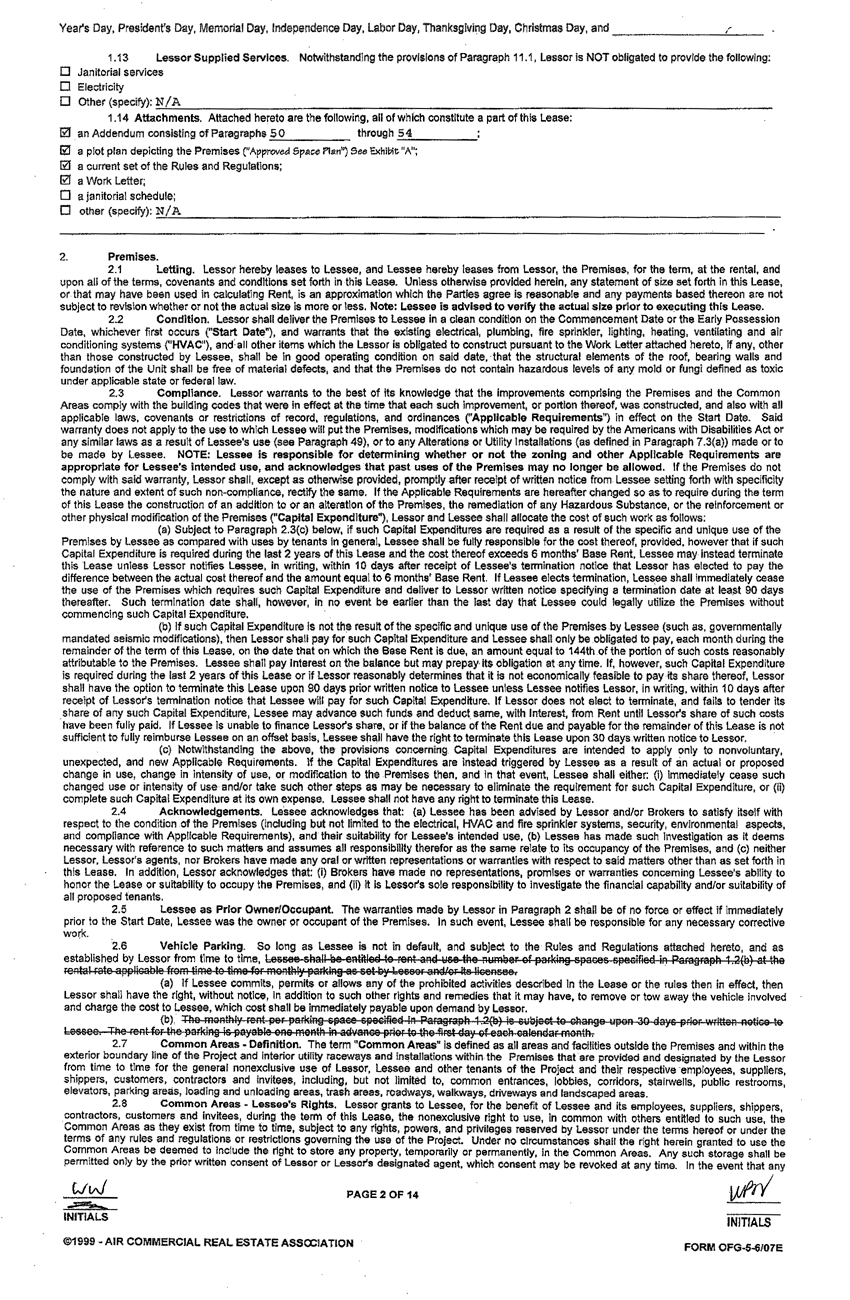 Year's Day, President's Day, Memorial Day, Independence Day, Labor Day, Thanksgiving Day, Christmas Day, and ______ .
1.13 Lessor Supplied Services. Notwithstanding the provisions of Paragraph 11.1, Lessor is NOT obligated to provide the following:
☐ Janitorial services
☐ Electricity
☐ Other (specify): N/A
1.14 Attachments. Attached hereto are the following, all of which constitute a part of this Lease:
☑ an Addendum consisting of Paragraphs 50 through 54 ;
☑ a plot plan depicting the Premises ("Approved Space Plan") See Exhibit "A";
☑ a current set of the Rules and Regulations;
☑ a Work Letter;
☐ a janitorial schedule;
☐ other (specify): N/A
.
2. Premises.
2.1 Letting. Lessor hereby leases to Lessee, and Lessee hereby leases from Lessor, the Premises, for the term, at the rental, and
upon all of the terms, covenants and conditions set forth in this Lease. Unless otherwise provided herein, any statement of size set forth in this Lease,
or that may have been used in calculating Rent, is an approximation which the Parties agree is reasonable and any payments based thereon are not
subject to revision whether or not the actual size is more or less. Note: Lessee is advised to verify the actual size prior to executing this Lease.
2.2 Condition. Lessor shall deliver the Premises to Lessee in a clean condition on the Commencement Date or the Early Possession
Date, whichever first occurs ("Start Date"), and warrants that the existing electrical, plumbing, fire sprinkler, lighting, heating, ventilating and air
conditioning systems ("HVAC"), and all other items which the Lessor is obligated to construct pursuant to the Work Letter attached hereto, if any, other
than those constructed by Lessee, shall be in good operating condition on said date, that the structural elements of the roof, bearing walls and
foundation of the Unit shall be free of material defects, and that the Premises do not contain hazardous levels of any mold or fungi defined as toxic
under applicable state or federal law.
2.3 Compliance. Lessor warrants to the best of its knowledge that the improvements comprising the Premises and the Common
Areas comply with the building codes that were in effect at the time that each such improvement, or portion thereof, was constructed, and also with all
applicable laws, covenants or restrictions of record, regulations, and ordinances ("Applicable Requirements") in effect on the Start Date. Said
warranty does not apply to the use to which Lessee will put the Premises, modifications which may be required by the Americans with Disabilities Act or
any similar laws as a result of Lessee's use (see Paragraph 49), or to any Alterations or Utility Installations (as defined in Paragraph 7.3(a)) made or to
be made by Lessee. NOTE: Lessee is responsible for determining whether or not the zoning and other Applicable Requirements are
appropriate for Lessee's intended use, and acknowledges that past uses of the Premises may no longer be allowed. If the Premises do not
comply with said warranty, Lessor shall, except as otherwise provided, promptly after receipt of written notice from Lessee setting forth with specificity
the nature and extent of such non-compliance, rectify the same. If the Applicable Requirements are hereafter changed so as to require during the term
of this Lease the construction of an addition to or an alteration of the Premises, the remediation of any Hazardous Substance, or the reinforcement or
other physical modification of the Premises ("Capital Expenditure"), Lessor and Lessee shall allocate the cost of such work as follows:
(a) Subject to Paragraph 2.3(c) below, if such Capital Expenditures are required as a result of the specific and unique use of the
Premises by Lessee as compared with uses by tenants in general, Lessee shall be fully responsible for the cost thereof, provided, however that if such
Capital Expenditure is required during the last 2 years of this Lease and the cost thereof exceeds 6 months' Base Rent, Lessee may instead terminate
this Lease unless Lessor notifies Lessee, in writing, within 10 days after receipt of Lessee's termination notice that Lessor has elected to pay the
difference between the actual cost thereof and the amount equal to 6 months' Base Rent. If Lessee elects termination, Lessee shall immediately cease
the use of the Premises which requires such Capital Expenditure and deliver to Lessor written notice specifying a termination date at least 90 days
thereafter. Such termination date shall, however, in no event be earlier than the last day that Lessee could legally utilize the Premises without
commencing such Capital Expenditure.
(b) If such Capital Expenditure is not the result of the specific and unique use of the Premises by Lessee (such as, governmentally
mandated seismic modifications), then Lessor shall pay for such Capital Expenditure and Lessee shall only be obligated to pay, each month during the
remainder of the term of this Lease, on the date that on which the Base Rent is due, an amount equal to 144th of the portion of such costs reasonably
attributable to the Premises. Lessee shall pay interest on the balance but may prepay its obligation at any time. If, however, such Capital Expenditure
is required during the last 2 years of this Lease or if Lessor reasonably determines that it is not economically feasible to pay its share thereof, Lessor
shall have the option to terminate this Lease upon 90 days prior written notice to Lessee unless Lessee notifies Lessor, in writing, within 10 days after
receipt of Lessor's termination notice that Lessee will pay for such Capital Expenditure. If Lessor does not elect to terminate, and fails to tender its
share of any such Capital Expenditure, Lessee may advance such funds and deduct same, with Interest, from Rent until Lessor's share of such costs
have been fully paid. If Lessee is unable to finance Lessor's share, or if the balance of the Rent due and payable for the remainder of this Lease is not
sufficient to fully reimburse Lessee on an offset basis, Lessee shall have the right to terminate this Lease upon 30 days written notice to Lessor.
(c) Notwithstanding the above, the provisions concerning Capital Expenditures are intended to apply only to nonvoluntary,
unexpected, and new Applicable Requirements. If the Capital Expenditures are instead triggered by Lessee as a result of an actual or proposed
change in use, change in intensity of use, or modification to the Premises then, and in that event, Lessee shall either: (i) immediately cease such
changed use or intensity of use and/or take such other steps as may be necessary to eliminate the requirement for such Capital Expenditure, or (ii)
complete such Capital Expenditure at its own expense. Lessee shall not have any right to terminate this Lease.
2.4 Acknowledgements. Lessee acknowledges that: (a) Lessee has been advised by Lessor and/or Brokers to satisfy itself with
respect to the condition of the Premises (including but not limited to the electrical, HVAC and fire sprinkler systems, security, environmental aspects,
and compliance with Applicable Requirements), and their suitability for Lessee's intended use, (b) Lessee has made such investigation as it deems
necessary with reference to such matters and assumes all responsibility therefor as the same relate to its occupancy of the Premises, and (c) neither
Lessor, Lessor's agents, nor Brokers have made any oral or written representations or warranties with respect to said matters other than as set forth in
this Lease. In addition, Lessor acknowledges that: (i) Brokers have made no representations, promises or warranties concerning Lessee's ability to
honor the Lease or suitability to occupy the Premises, and (ii) it is Lessor's sole responsibility to investigate the financial capability and/or suitability of
all proposed tenants.
2.5 Lessee as Prior Owner/Occupant. The warranties made by Lessor in Paragraph 2 shall be of no force or effect if immediately
prior to the Start Date, Lessee was the owner or occupant of the Premises. In such event, Lessee shall be responsible for any necessary corrective
work.
2.6 Vehicle Parking. So long as Lessee is not in default, and subject to the Rules and Regulations attached hereto, and as
established by Lessor from time to time, Lessee shall be entitled to rent and use the number of parking spaces specified in Paragraph 1.2(b) at the
rental rate applicable from time to time for monthly parking as set by Lessor and/or its licensee.
(a) If Lessee commits, permits or allows any of the prohibited activities described in the Lease or the rules then in effect, then
Lessor shall have the right, without notice, in addition to such other rights and remedies that it may have, to remove or tow away the vehicle involved
and charge the cost to Lessee, which cost shall be immediately payable upon demand by Lessor.
(b) The monthly rent per parking space specified in Paragraph 1.2(b) is subject to change upon 30 days prior written notice to
Lessee. The rent for the parking is payable one month in advance prior to the first day of each calendar month.
2.7 Common Areas - Definition. The term "Common Areas" is defined as all areas and facilities outside the Premises and within the
exterior boundary line of the Project and interior utility raceways and installations within the Premises that are provided and designated by the Lessor
from time to time for the general nonexclusive use of Lessor, Lessee and other tenants of the Project and their respective employees, suppliers,
shippers, customers, contractors and invitees, including, but not limited to, common entrances, lobbies, corridors, stairwells, public restrooms,
elevators, parking areas, loading and unloading areas, trash areas, roadways, walkways, driveways and landscaped areas.
2.8 Common Areas - Lessee's Rights. Lessor grants to Lessee, for the benefit of Lessee and its employees, suppliers, shippers,
contractors, customers and invitees, during the term of this Lease, the nonexclusive right to use, in common with others entitled to such use, the
Common Areas as they exist from time to time, subject to any rights, powers, and privileges reserved by Lessor under the terms hereof or under the
terms of any rules and regulations or restrictions governing the use of the Project. Under no circumstances shall the right herein granted to use the
Common Areas be deemed to include the right to store any property, temporarily or permanently, in the Common Areas. Any such storage shall be
permitted only by the prior written consent of Lessor or Lessor's designated agent, which consent may be revoked at any time. In the event that any
PAGE 2 OF 14
INITIALS
INITIALS
©1999 - AIR COMMERCIAL REAL ESTATE ASSOCIATION
FORM OFG-5-6/07E